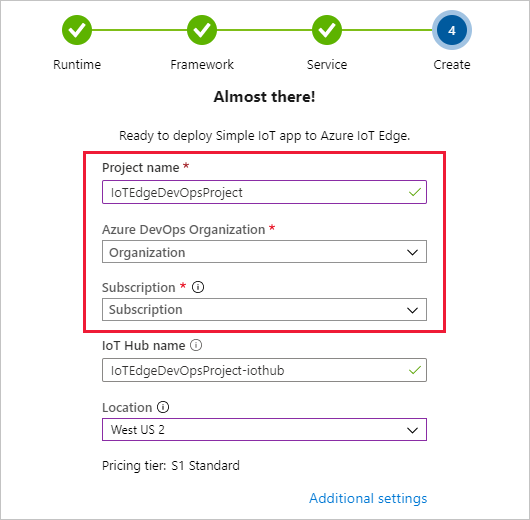 4
Runtime Framework Service Create
Almost there!
Ready to deploy Simple IoT app to Azure IoT Edge.
Project name *
IoTEdgeDevOpsProject
Azure DevOps Organization *
Organization
Subscription * i
Subscription
IoT Hub name i
IoTEdgeDevOpsProject-iothub
Location i
West US 2
Pricing tier: S1 Standard
Additional settings